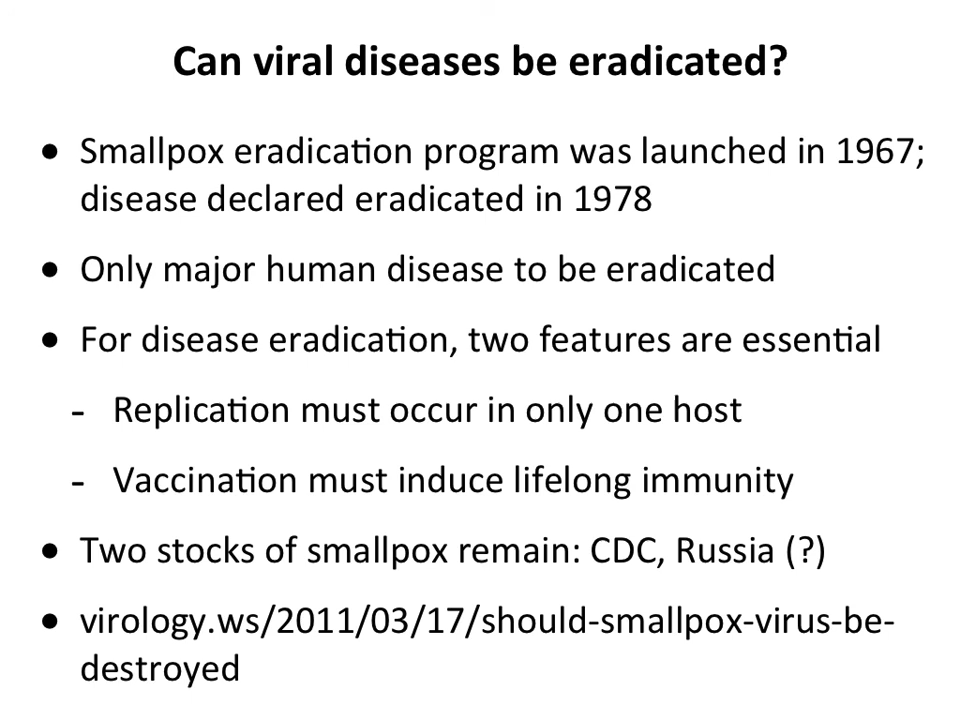 Can viral diseases be eradicated?
• Smallpox eradication program was launched in 1967;
disease declared eradicated in 1978
• Only major human disease to be eradicated
• For disease eradication, two features are essential
- Replication must occur in only one host
- Vaccination must induce lifelong immunity
• Two stocks of smallpox remain: CDC, Russia (?)
• virology.ws/2011/03/17/should-smallpox-virus-be-
destroyed